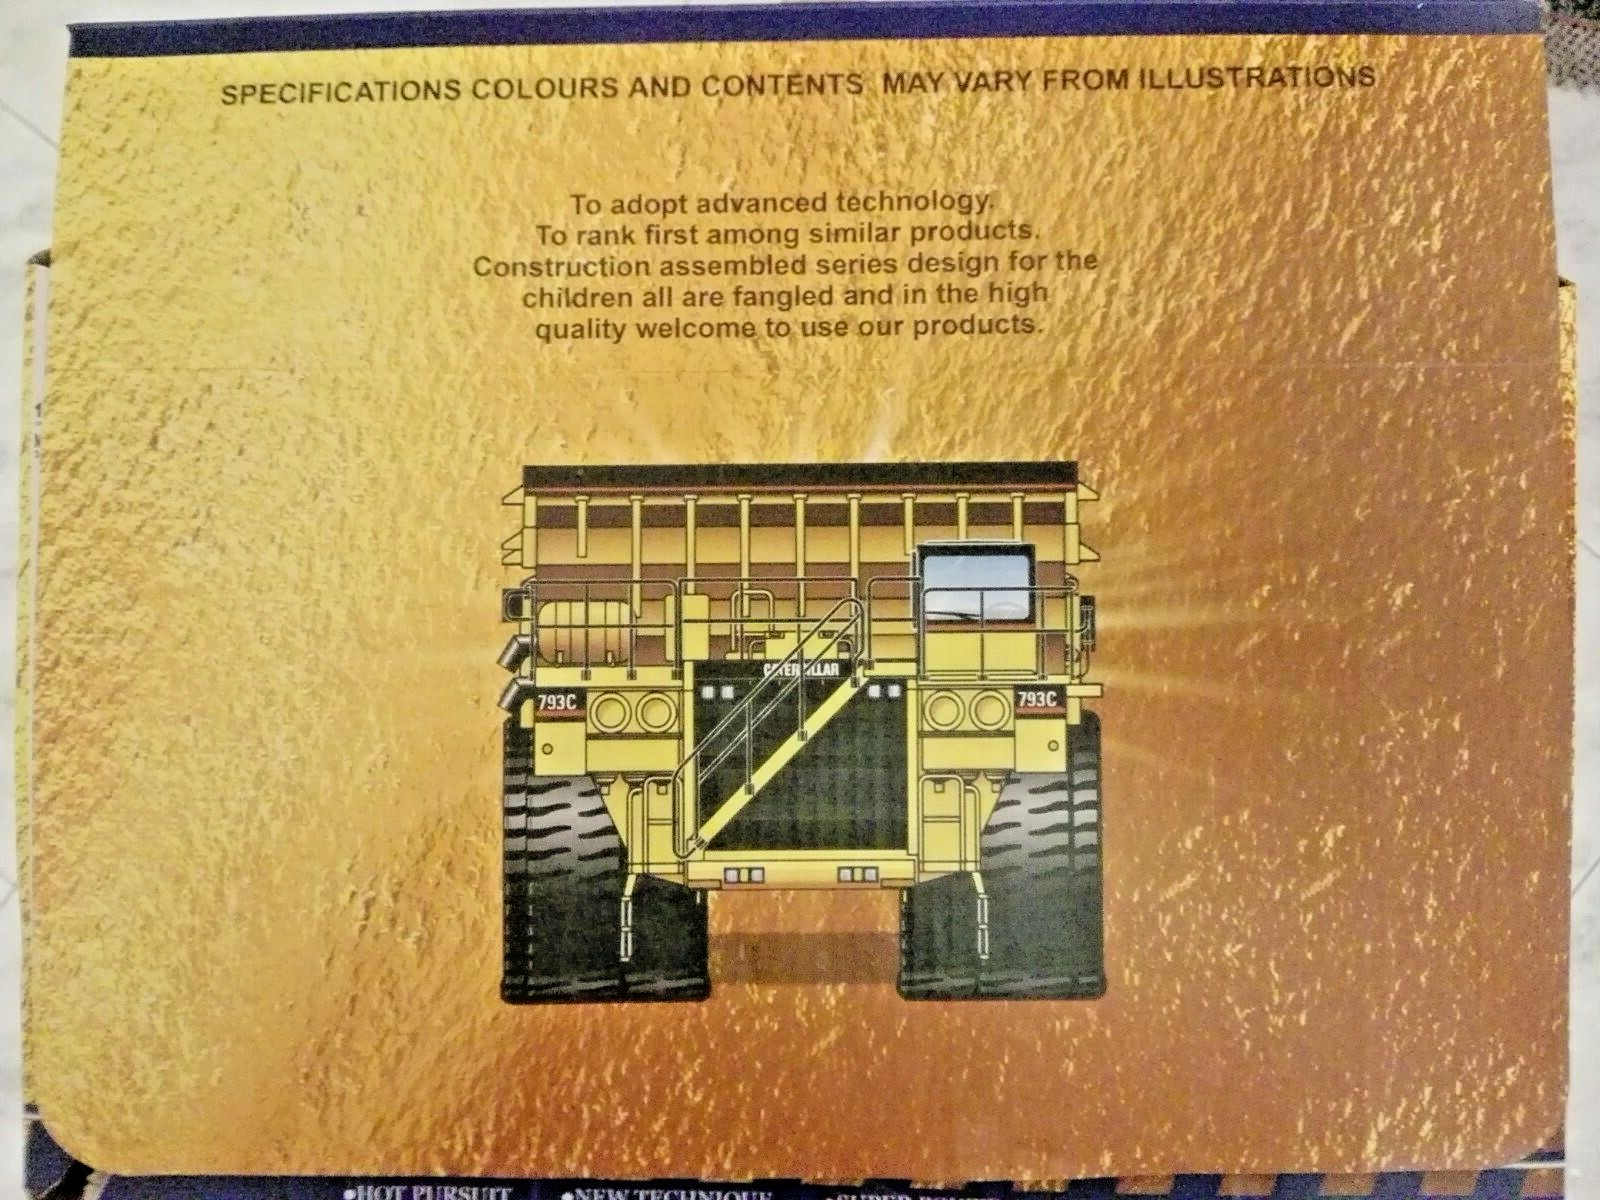 SPECIFICATIONS COLOURS AND CONTENTS MAY VARY FROM ILLUSTRATIONS
To adopt advanced technology.
To rank first among similar products.
Construction assembled series design for the
children all are fangled and in the high
quality welcome to use our products.
CATERPILLAR
793C 793C
•HOT PURSUIT •NEW TECHNIQUE •SUPER POWER